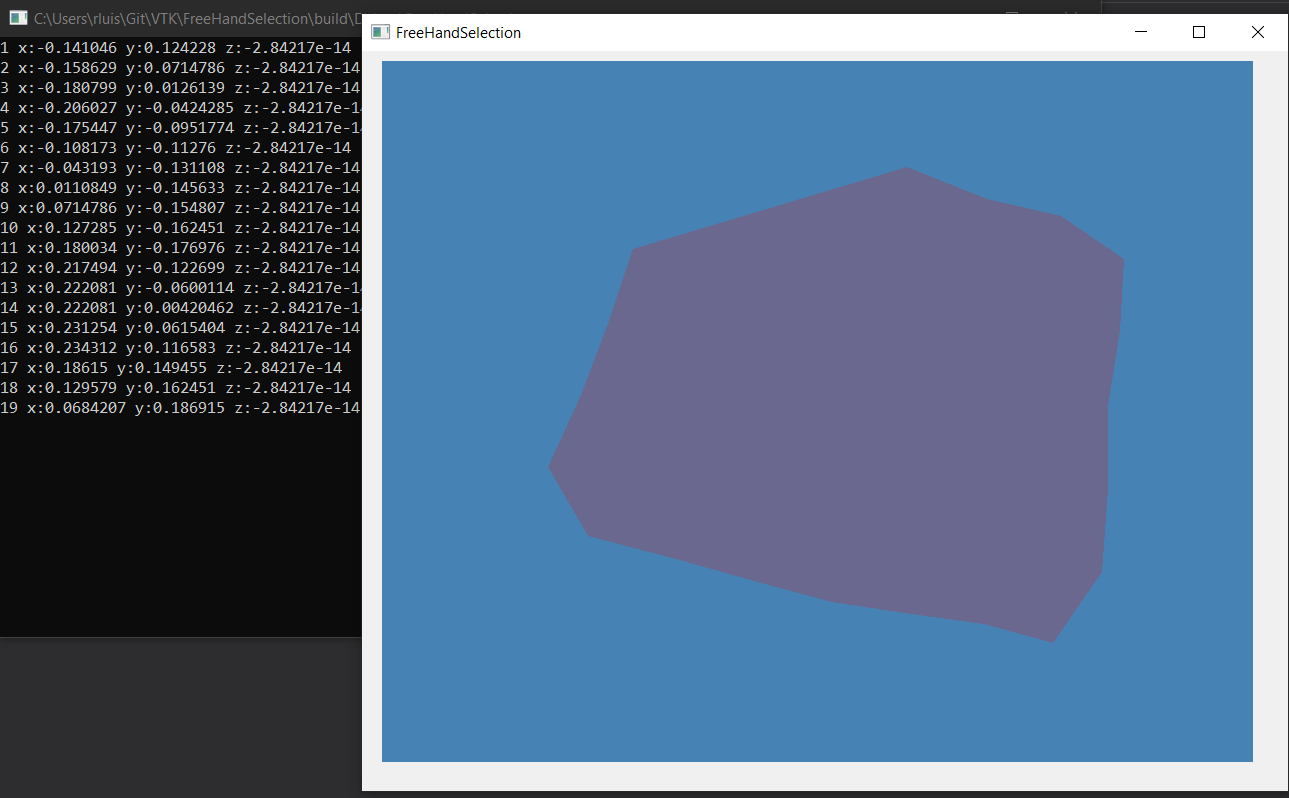 C:\Users\rluis\Git\VTK\FreeHandSelection\build\D
FreeHandSelection
1 x:-0.141046 y:0.124228 z:-2.84217e-14
2 x:-0.158629 y:0.0714786 z:-2.84217e-14
3 x:-0.180799 y:0.0126139 z:-2.84217e-14
4 x:-0.206027 y:-0.0424285 z:-2.84217e-14
5 x:-0.175447 y:-0.0951774 z:-2.84217e-14
6 x:-0.108173 y:-0.11276 z:-2.84217e-14
7 x:-0.043193 y:-0.131108 z:-2.84217e-14
8 x:0.0110849 y:-0.145633 z:-2.84217e-14
9 x:0.0714786 y:-0.154807 z:-2.84217e-14
10 x:0.127285 y:-0.162451 z:-2.84217e-14
11 x:0.180034 y:-0.176976 z:-2.84217e-14
12 x:0.217494 y:-0.122699 z:-2.84217e-14
13 x:0.222081 y:-0.0600114 z:-2.84217e-14
14 x:0.222081 y:0.00420462 z:-2.84217e-14
15 x:0.231254 y:0.0615404 z:-2.84217e-14
16 x:0.234312 y:0.116583 z:-2.84217e-14
17 x:0.18615 y:0.149455 z:-2.84217e-14
18 x:0.129579 y:0.162451 z:-2.84217e-14
19 x:0.0684207 y:0.186915 z:-2.84217e-14